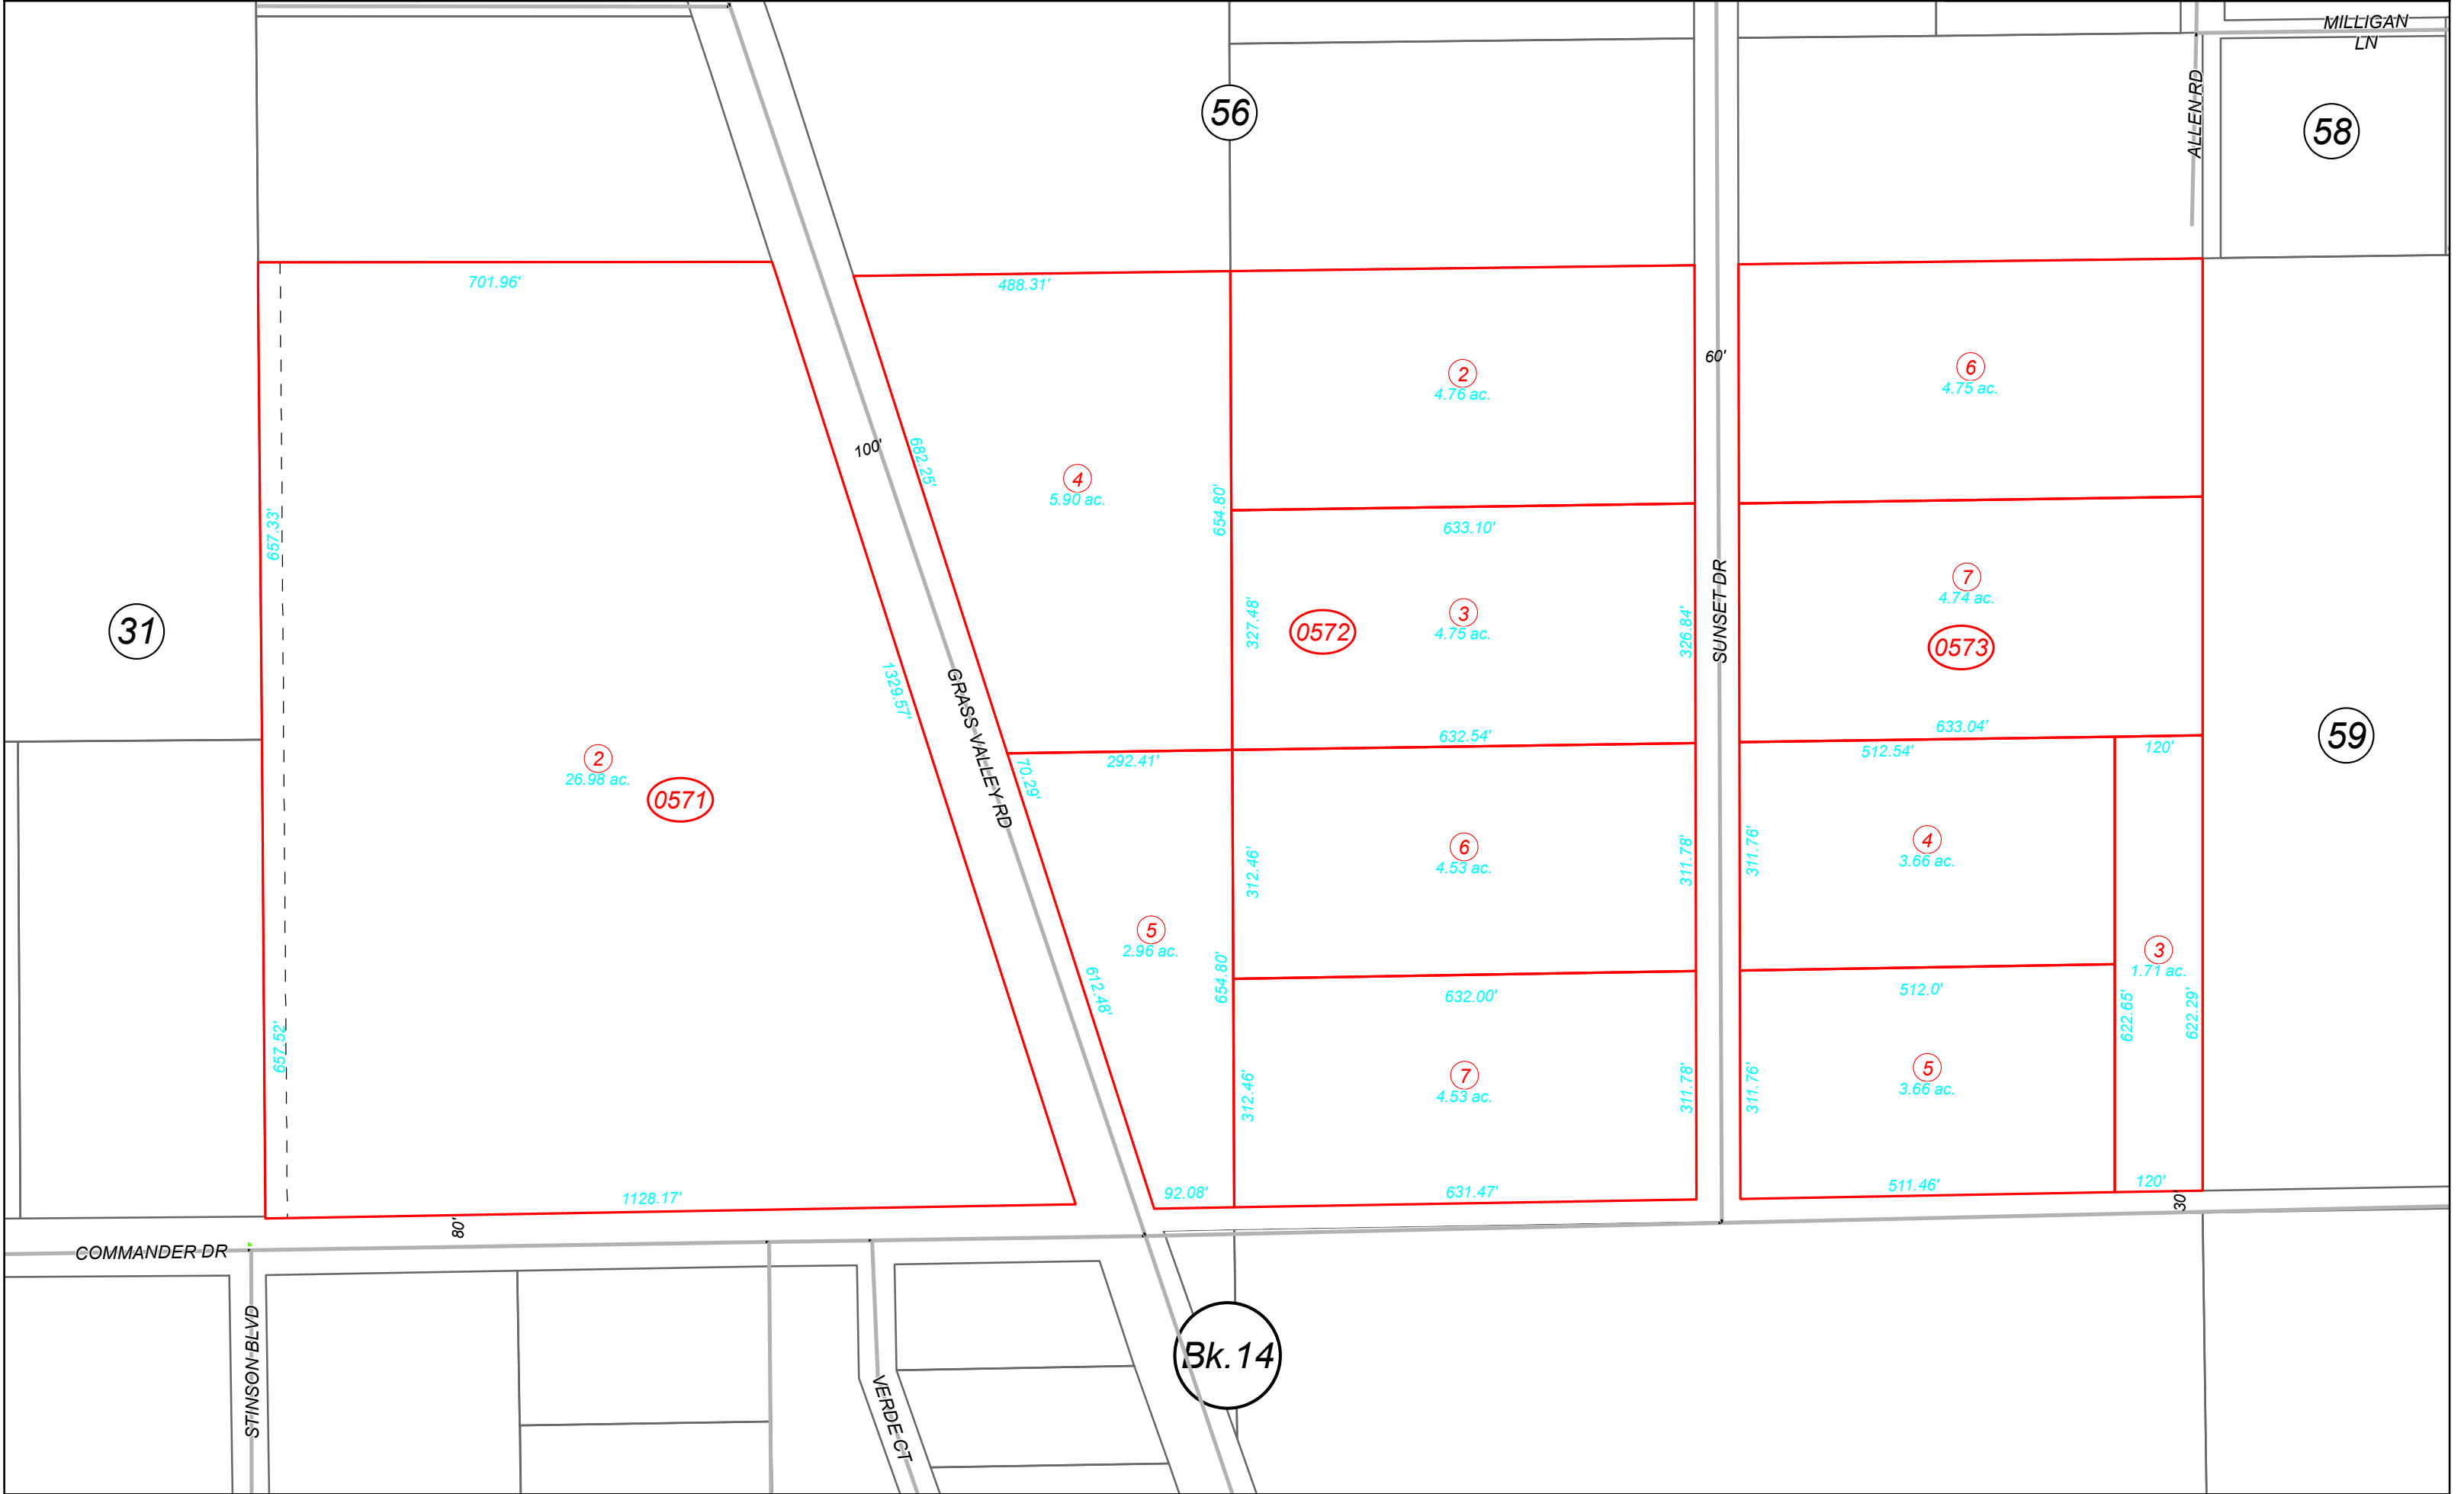 MILLIGAN
LN
ALLEN RD
56
58
701.96'
488.31'
60'
2
4.76 ac.
6
4.75 ac.
100'
682.25'
4
5.90 ac.
654.80'
657.33'
633.10'
31
327.48'
0572
3
4.75 ac.
326.84'
SUNSET DR
7
4.74 ac.
0573
1329.57'
GRASS VALLEY RD
632.54'
633.04'
512.54'
120'
59
2
26.98 ac.
0571
70.29'
292.41'
312.46'
6
4.53 ac.
311.78'
311.76'
4
3.66 ac.
5
2.96 ac.
612.48'
654.80'
3
1.71 ac.
632.00'
512.0'
622.65'
622.29'
657.52'
312.46'
7
4.53 ac.
311.78'
311.76'
5
3.66 ac.
1128.17'
92.08'
631.47'
511.46'
120'
30'
80'
COMMANDER DR
STINSON BLVD
VERDE CT
Bk.14